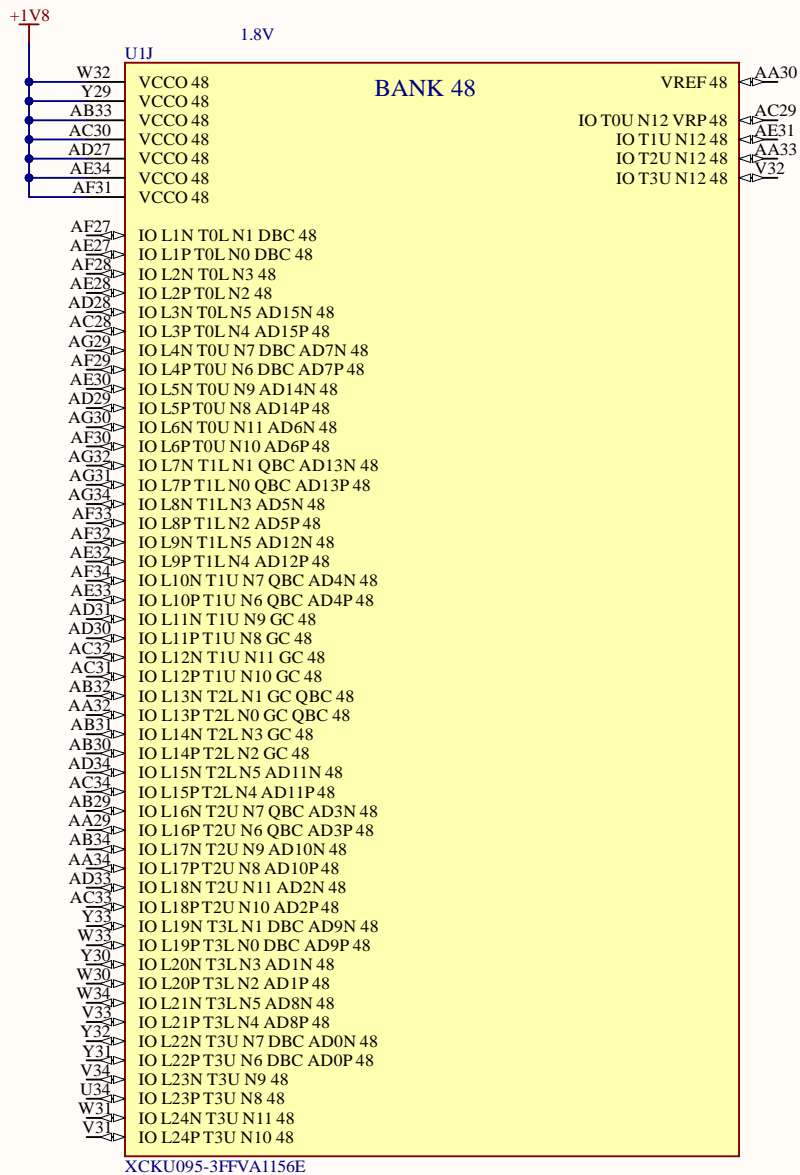 +1V8
1.8V
U1J
BANK 48
W32 VCCO 48
Y29 VCCO 48
AB33 VCCO 48
AC30 VCCO 48
AD27 VCCO 48
AE34 VCCO 48
AF31 VCCO 48
VREF 48 AA30
IO T0U N12 VRP 48 AC29
IO T1U N12 48 AE31
IO T2U N12 48 AA33
IO T3U N12 48 V32
AF27 IO L1N T0L N1 DBC 48
AE27 IO L1P T0L N0 DBC 48
AF28 IO L2N T0L N3 48
AE28 IO L2P T0L N2 48
AD28 IO L3N T0L N5 AD15N 48
AC28 IO L3P T0L N4 AD15P 48
AG29 IO L4N T0U N7 DBC AD7N 48
AF29 IO L4P T0U N6 DBC AD7P 48
AE30 IO L5N T0U N9 AD14N 48
AD29 IO L5P T0U N8 AD14P 48
AG30 IO L6N T0U N11 AD6N 48
AF30 IO L6P T0U N10 AD6P 48
AG32 IO L7N T1L N1 QBC AD13N 48
AG31 IO L7P T1L N0 QBC AD13P 48
AG34 IO L8N T1L N3 AD5N 48
AF33 IO L8P T1L N2 AD5P 48
AF32 IO L9N T1L N5 AD12N 48
AE32 IO L9P T1L N4 AD12P 48
AF34 IO L10N T1U N7 QBC AD4N 48
AE33 IO L10P T1U N6 QBC AD4P 48
AD31 IO L11N T1U N9 GC 48
AD30 IO L11P T1U N8 GC 48
AC32 IO L12N T1U N11 GC 48
AC31 IO L12P T1U N10 GC 48
AB32 IO L13N T2L N1 GC QBC 48
AA32 IO L13P T2L N0 GC QBC 48
AB31 IO L14N T2L N3 GC 48
AB30 IO L14P T2L N2 GC 48
AD34 IO L15N T2L N5 AD11N 48
AC34 IO L15P T2L N4 AD11P 48
AB29 IO L16N T2U N7 QBC AD3N 48
AA29 IO L16P T2U N6 QBC AD3P 48
AB34 IO L17N T2U N9 AD10N 48
AA34 IO L17P T2U N8 AD10P 48
AD33 IO L18N T2U N11 AD2N 48
AC33 IO L18P T2U N10 AD2P 48
Y33 IO L19N T3L N1 DBC AD9N 48
W33 IO L19P T3L N0 DBC AD9P 48
Y30 IO L20N T3L N3 AD1N 48
W30 IO L20P T3L N2 AD1P 48
W34 IO L21N T3L N5 AD8N 48
V33 IO L21P T3L N4 AD8P 48
Y32 IO L22N T3U N7 DBC AD0N 48
Y31 IO L22P T3U N6 DBC AD0P 48
V34 IO L23N T3U N9 48
U34 IO L23P T3U N8 48
W31 IO L24N T3U N11 48
V31 IO L24P T3U N10 48
XCKU095-3FFVA1156E